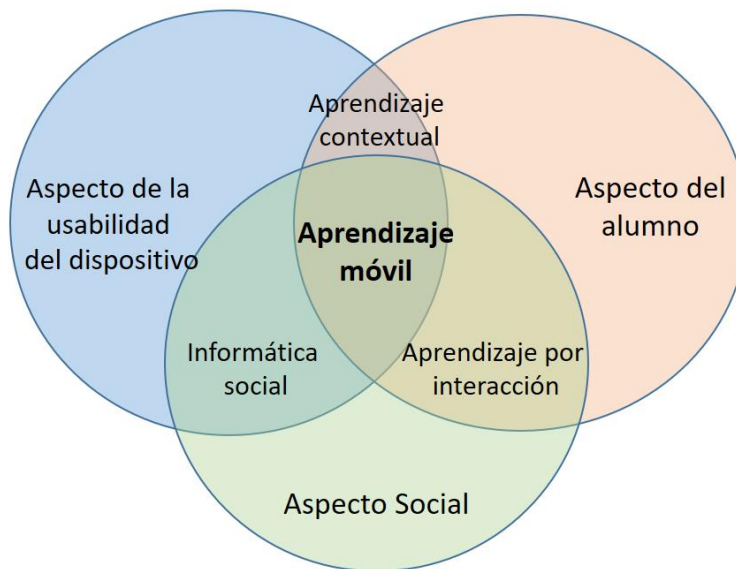 Aprendizaje
contextual
Aspecto de la
usabilidad
del dispositivo
Aspecto del
alumno
Aprendizaje
móvil
Informática
social
Aprendizaje por
interacción
Aspecto Social